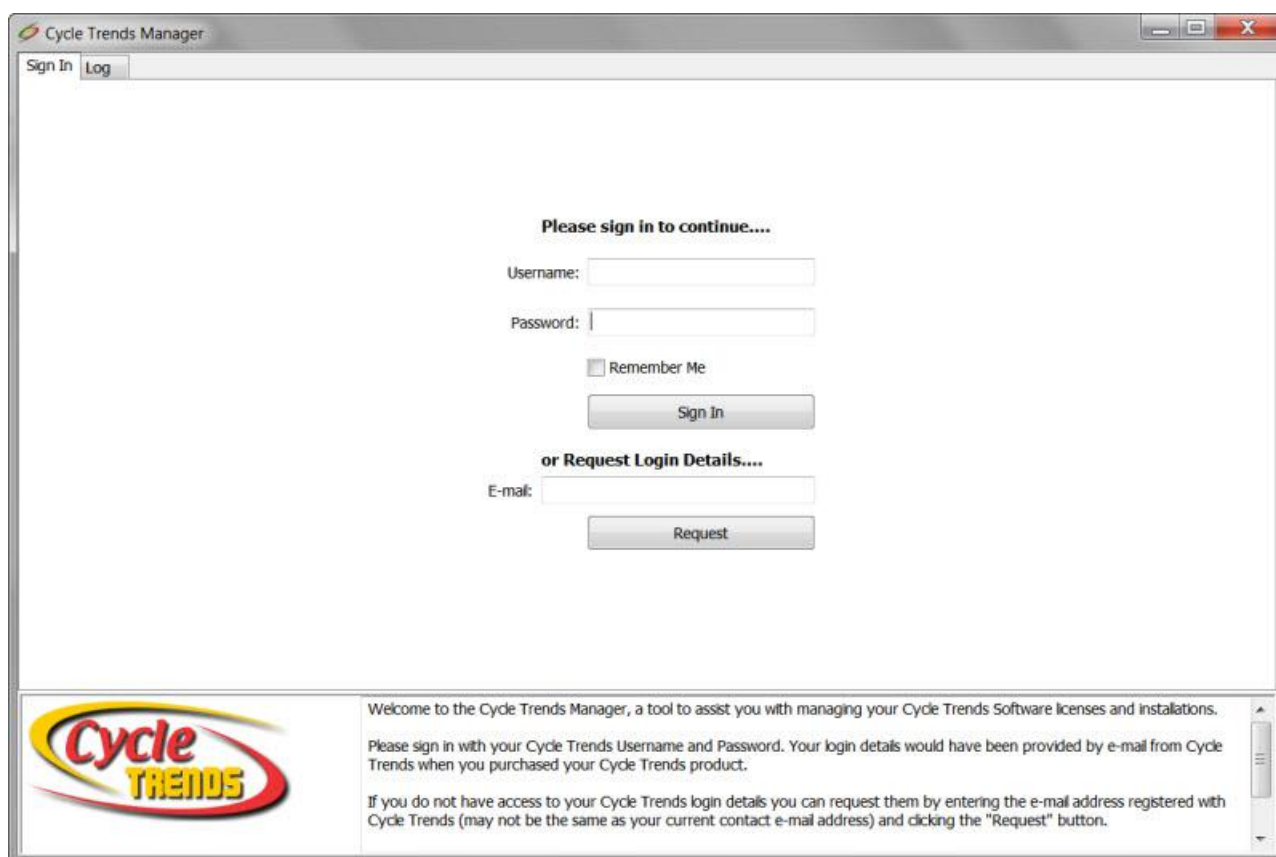 Cycle Trends Manager
Sign In Log
Please sign in to continue....
Username:
Password:
Remember Me
Sign In
or Request Login Details....
E-mail:
Request
Cycle
TRENDS
Welcome to the Cycle Trends Manager, a tool to assist you with managing your Cycle Trends Software licenses and installations.
Please sign in with your Cycle Trends Username and Password. Your login details would have been provided by e-mail from Cycle
Trends when you purchased your Cycle Trends product.
If you do not have access to your Cycle Trends login details you can request them by entering the e-mail address registered with
Cycle Trends (may not be the same as your current contact e-mail address) and clicking the "Request" button.